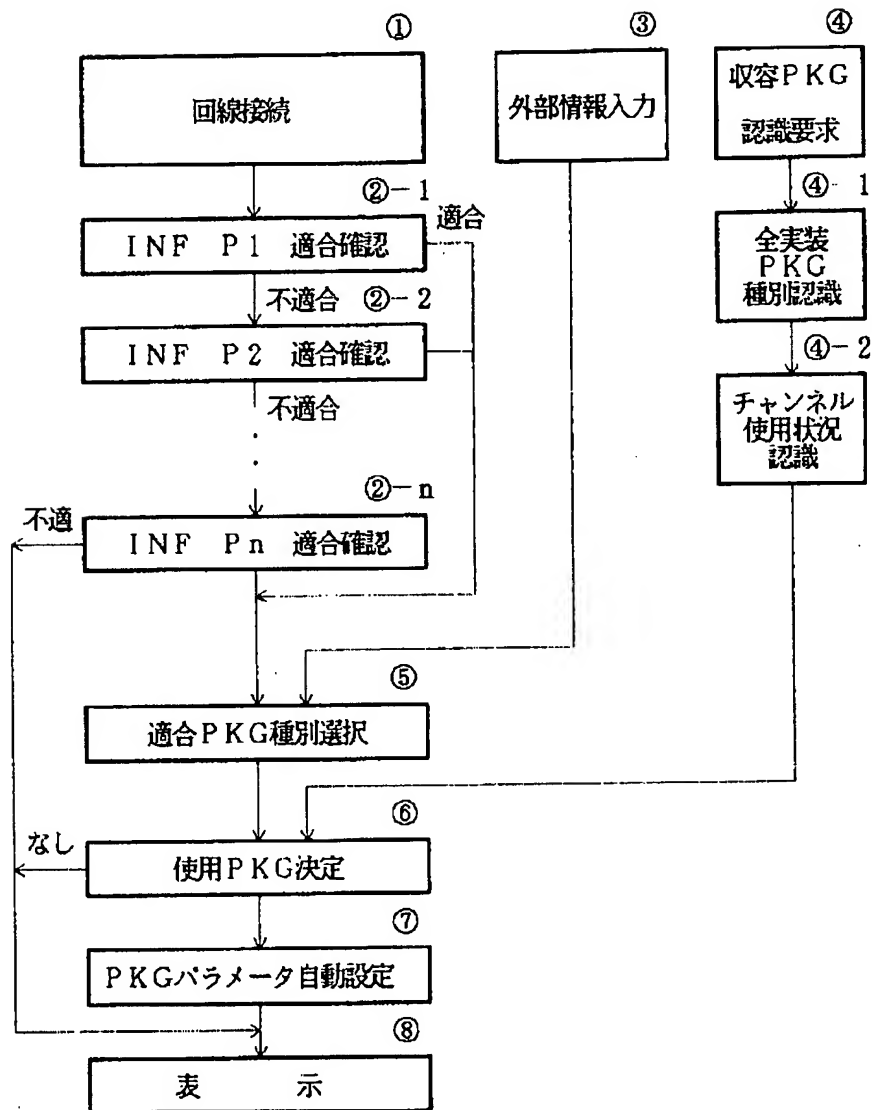 ① ③ ④
回線接続
外部情報入力
収容PKG
認識要求
②-1
適合
④-1
INF P1 適合確認
全実装
PKG
種別認識
不適合 ②-2
④-2
INF P2 適合確認
不適合
チャンネル
使用状況
認識
②-n
不適
INF Pn 適合確認
⑤
適合PKG種別選択
⑥
なし
使用PKG決定
⑦
PKGパラメータ自動設定
⑧
表 示